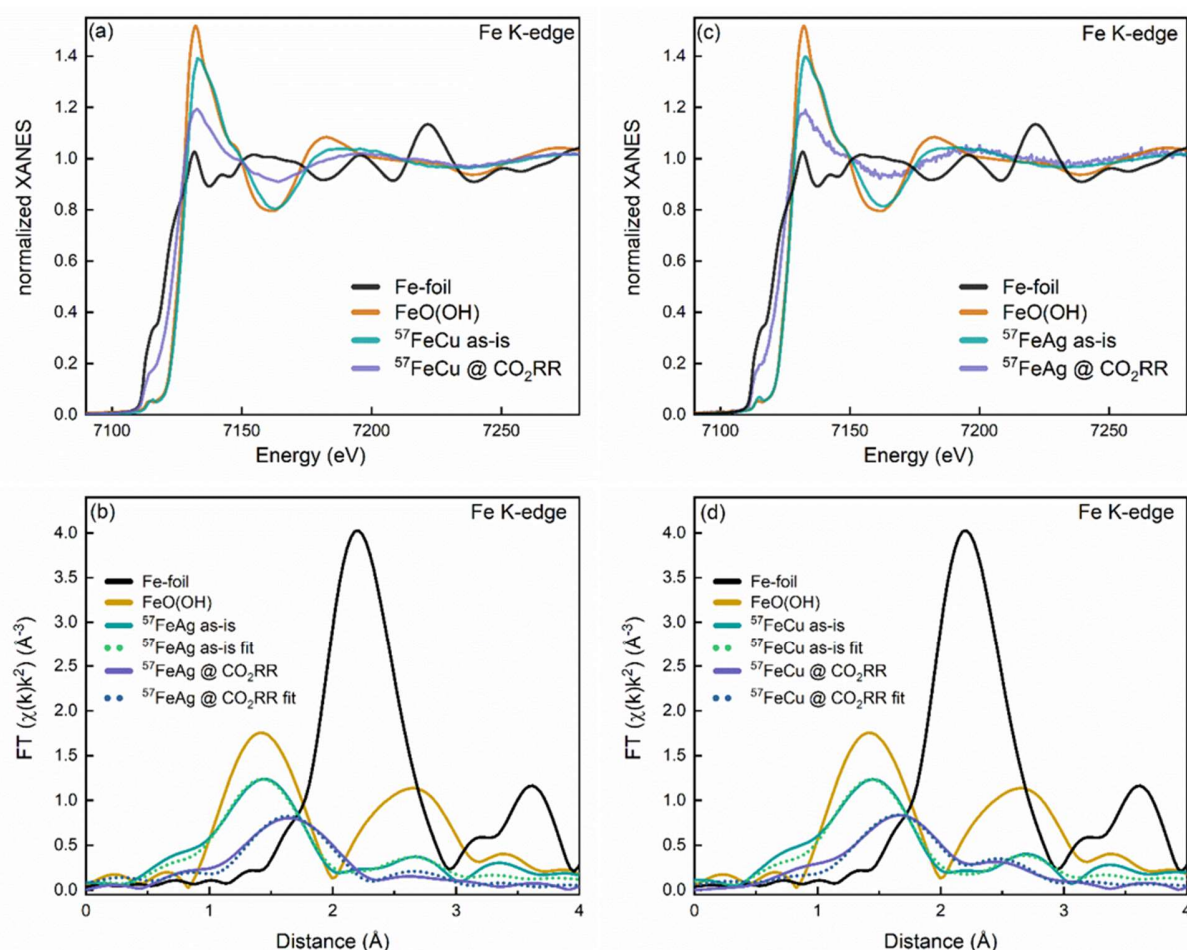 (a) Fe K-edge
1.4
1.2
1.0
0.8
0.6
0.4
0.2
0.0
normalized XANES
Fe-foil
FeO(OH)
⁵⁷FeCu as-is
⁵⁷FeCu @ CO₂RR
7100 7150 7200 7250
Energy (eV)
(c) Fe K-edge
1.4
1.2
1.0
0.8
0.6
0.4
0.2
0.0
normalized XANES
Fe-foil
FeO(OH)
⁵⁷FeAg as-is
⁵⁷FeAg @ CO₂RR
7100 7150 7200 7250
Energy (eV)
(b) Fe K-edge
4.0
3.5
3.0
2.5
2.0
1.5
1.0
0.5
0.0
FT (χ(k)k²) (Å⁻³)
Fe-foil
FeO(OH)
⁵⁷FeAg as-is
⁵⁷FeAg as-is fit
⁵⁷FeAg @ CO₂RR
⁵⁷FeAg @ CO₂RR fit
0 1 2 3 4
Distance (Å)
(d) Fe K-edge
4.0
3.5
3.0
2.5
2.0
1.5
1.0
0.5
0.0
FT (χ(k)k²) (Å⁻³)
Fe-foil
FeO(OH)
⁵⁷FeCu as-is
⁵⁷FeCu as-is fit
⁵⁷FeCu @ CO₂RR
⁵⁷FeCu @ CO₂RR fit
0 1 2 3 4
Distance (Å)